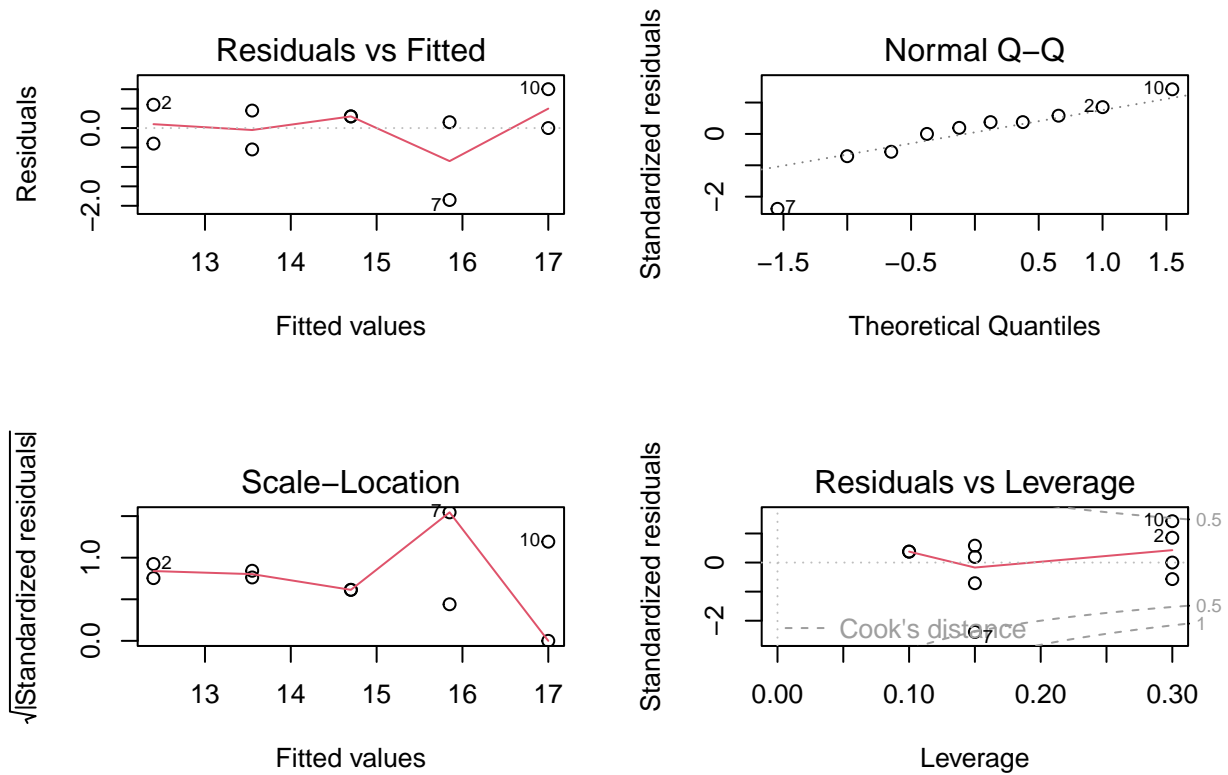 Residuals vs Fitted
Residuals
0.0
−2.0
2
10
7
13 14 15 16 17
Fitted values
Normal Q−Q
Standardized residuals
0
−2
7
2
10
−1.5 −0.5 0.5 1.0 1.5
Theoretical Quantiles
Scale−Location
√|Standardized residuals|
1.0
0.0
2
7
10
13 14 15 16 17
Fitted values
Residuals vs Leverage
Standardized residuals
0
−2
10
2
7
0.5
0.5
1
Cook's distance
0.00 0.10 0.20 0.30
Leverage